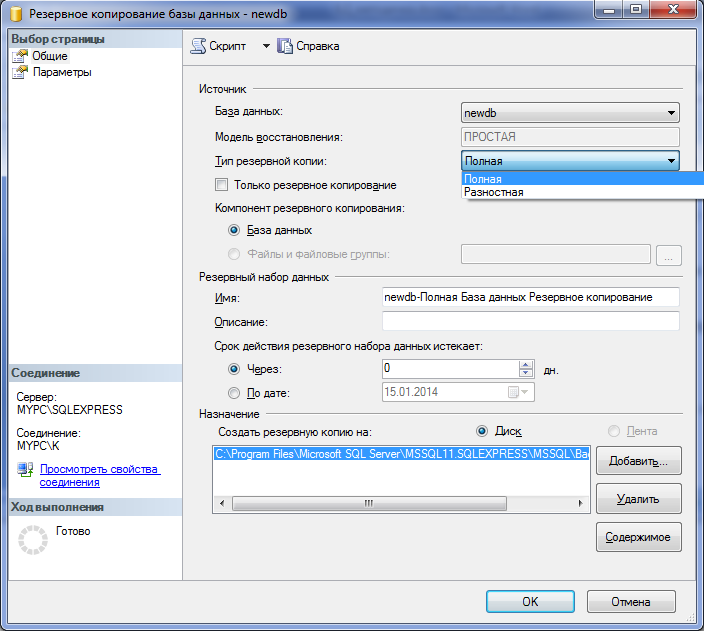 Резервное копирование базы данных - newdb
Выбор страницы
Общие
Параметры
Скрипт
Справка
Источник
База данных:
newdb
Модель восстановления:
ПРОСТАЯ
Тип резервной копии:
Полная
Полная
Разностная
Только резервное копирование
Компонент резервного копирования:
База данных
Файлы и файловые группы:
...
Резервный набор данных
Имя:
newdb-Полная База данных Резервное копирование
Описание:
Срок действия резервного набора данных истекает:
Через:
0
дн.
По дате:
15.01.2014
Назначение
Создать резервную копию на:
Диск
Лента
C:\Program Files\Microsoft SQL Server\MSSQL11.SQLEXPRESS\MSSQL\Bac
Добавить...
Удалить
Содержимое
Соединение
Сервер:
MYPC\SQLEXPRESS
Соединение:
MYPC\K
Просмотреть свойства
соединения
Ход выполнения
Готово
OK
Отмена